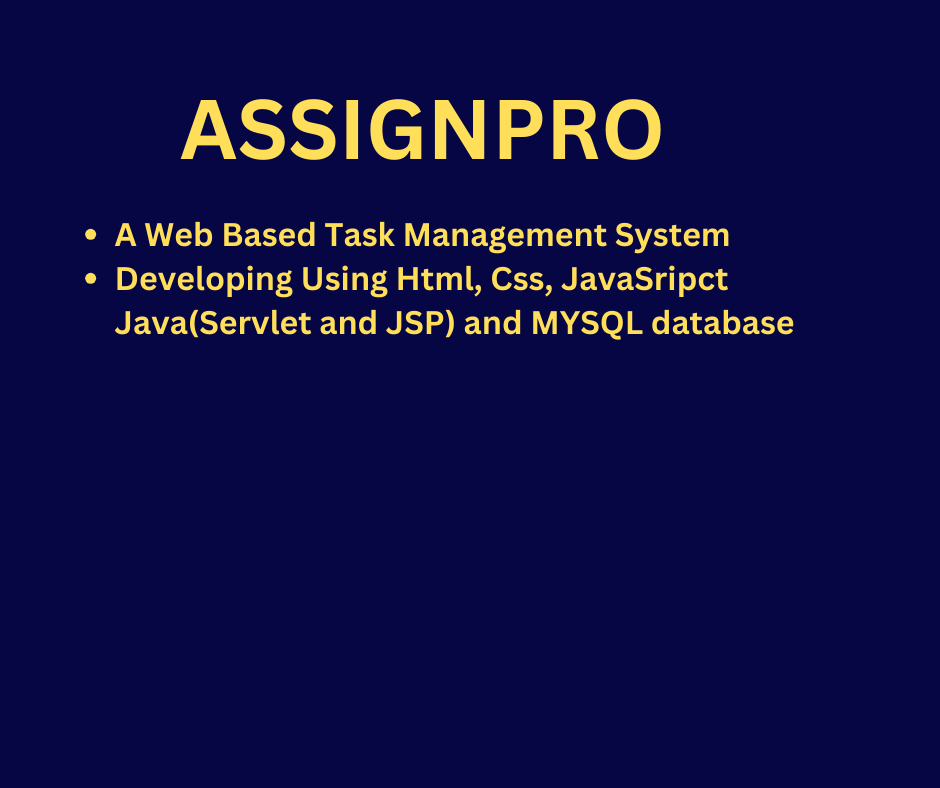 ASSIGNPRO
• A Web Based Task Management System
• Developing Using Html, Css, JavaSripct
Java(Servlet and JSP) and MYSQL database